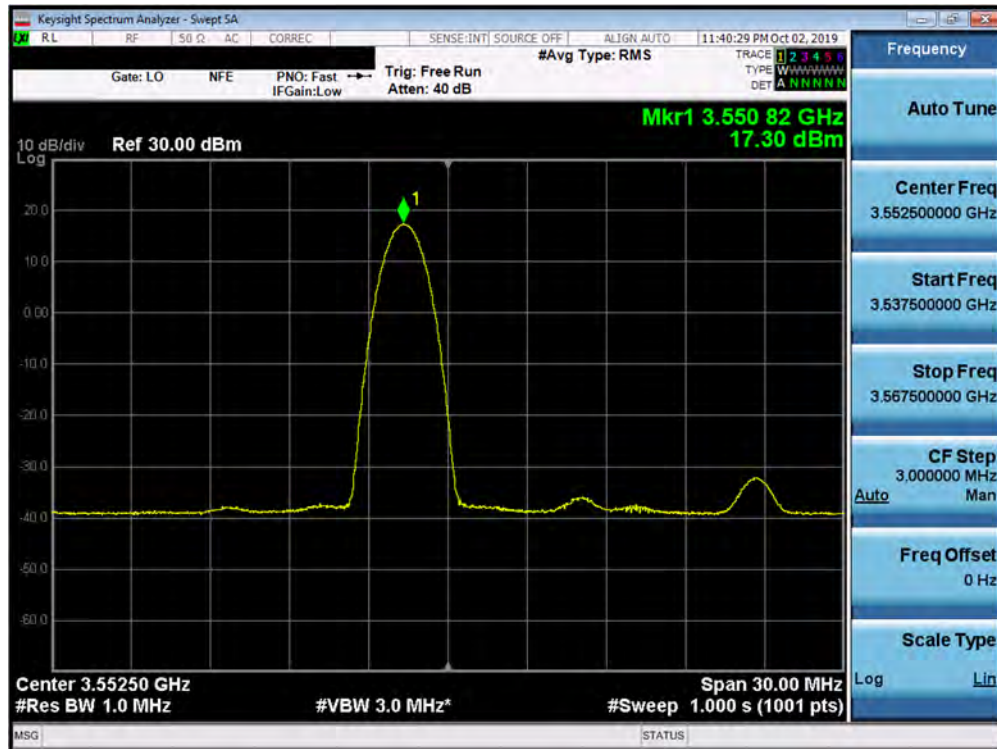 Keysight Spectrum Analyzer - Swept SA
LXI RL RF 50 Ω AC CORREC SENSE:INT SOURCE OFF ALIGN AUTO 11:40:29 PM Oct 02, 2019
Gate: LO NFE PNO: Fast Trig: Free Run #Avg Type: RMS TRACE 1 2 3 4 5 6
IFGain:Low Atten: 40 dB TYPE W
DET A N N N N N
Mkr1 3.550 82 GHz
17.30 dBm
10 dB/div Ref 30.00 dBm
Log
1
20.0
10.0
0.00
-10.0
-20.0
-30.0
-40.0
-50.0
-60.0
Center 3.55250 GHz Span 30.00 MHz
#Res BW 1.0 MHz #VBW 3.0 MHz* #Sweep 1.000 s (1001 pts)
MSG STATUS
Frequency
Auto Tune
Center Freq
3.552500000 GHz
Start Freq
3.537500000 GHz
Stop Freq
3.567500000 GHz
CF Step
3.000000 MHz
Auto Man
Freq Offset
0 Hz
Scale Type
Log Lin